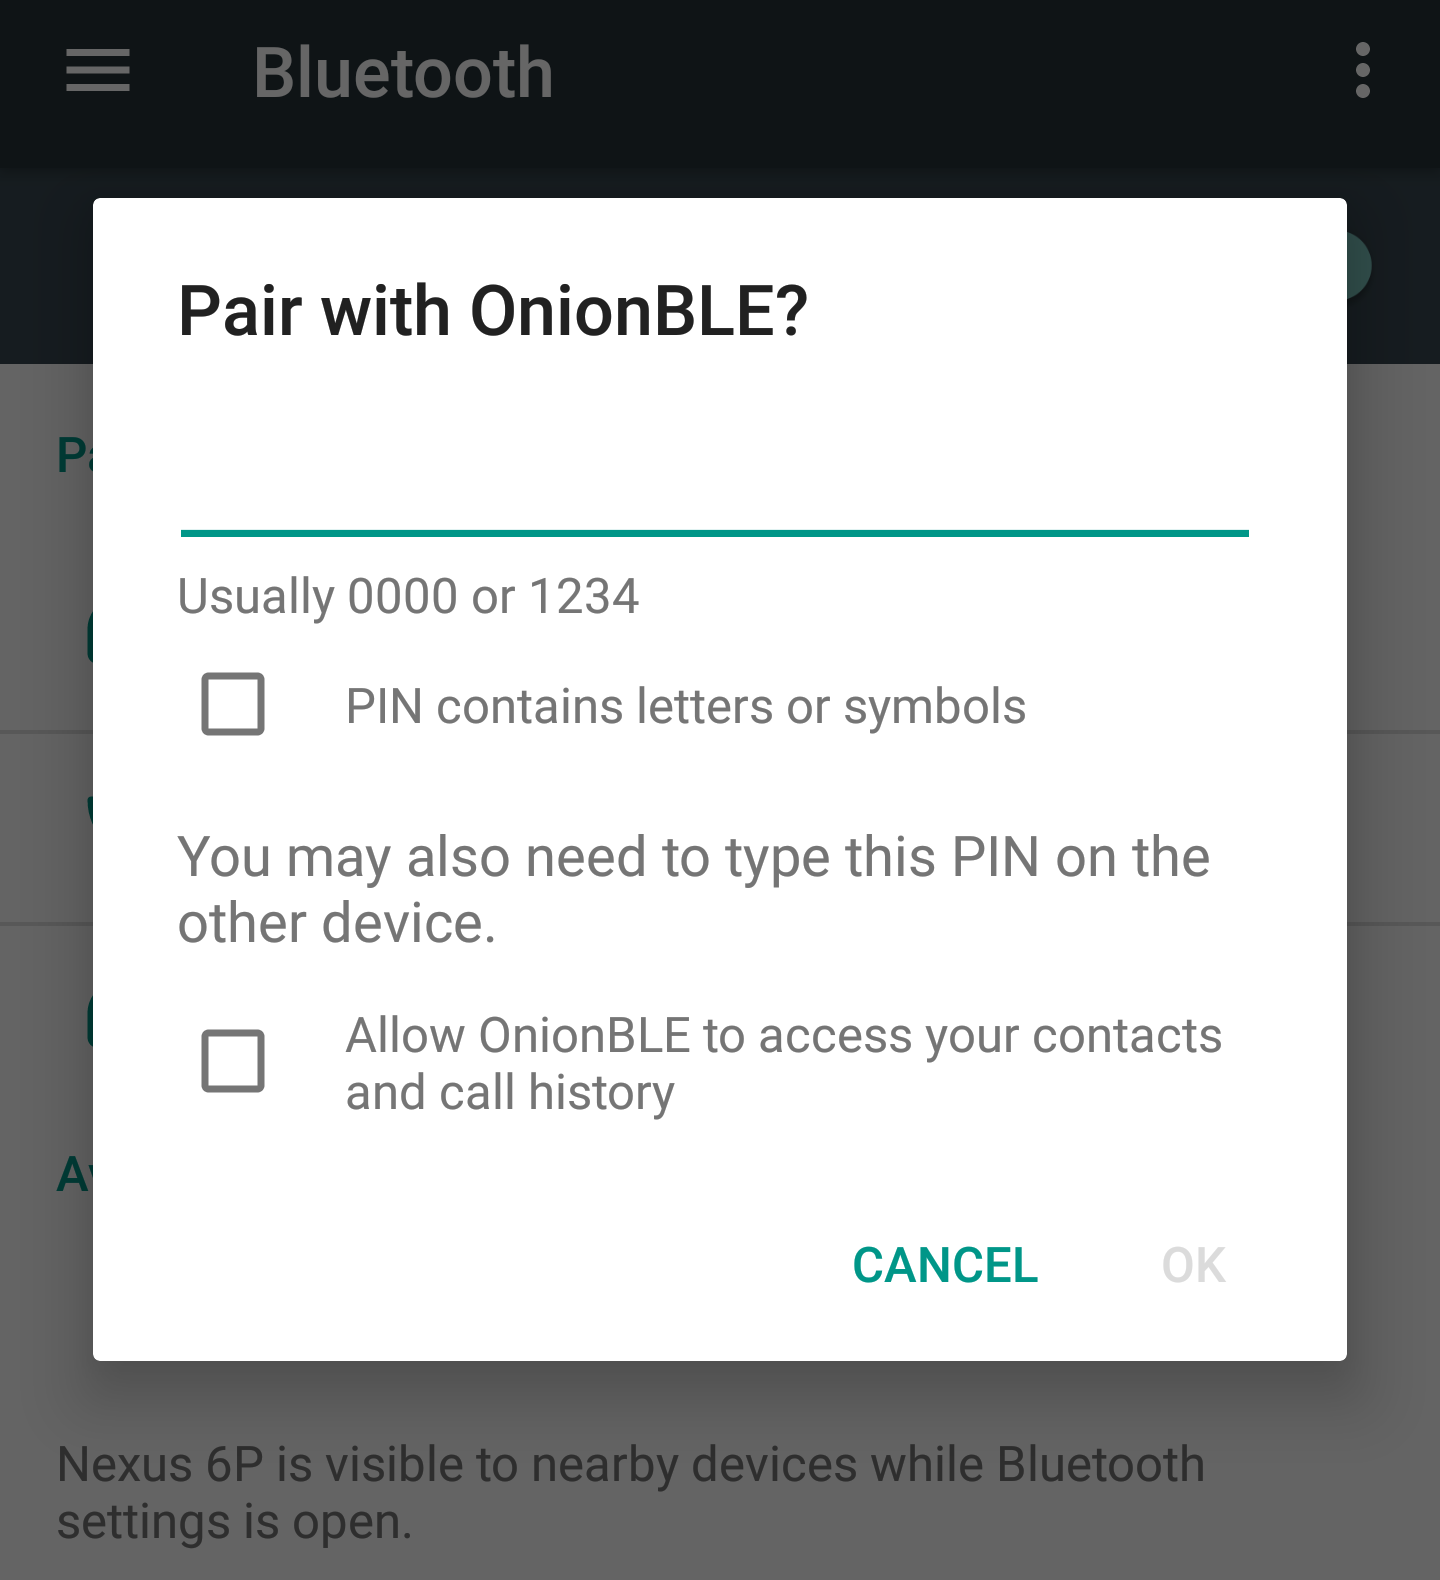 Bluetooth
Pair with OnionBLE?
Usually 0000 or 1234
PIN contains letters or symbols
You may also need to type this PIN on the
other device.
Allow OnionBLE to access your contacts
and call history
CANCEL OK
Nexus 6P is visible to nearby devices while Bluetooth
settings is open.